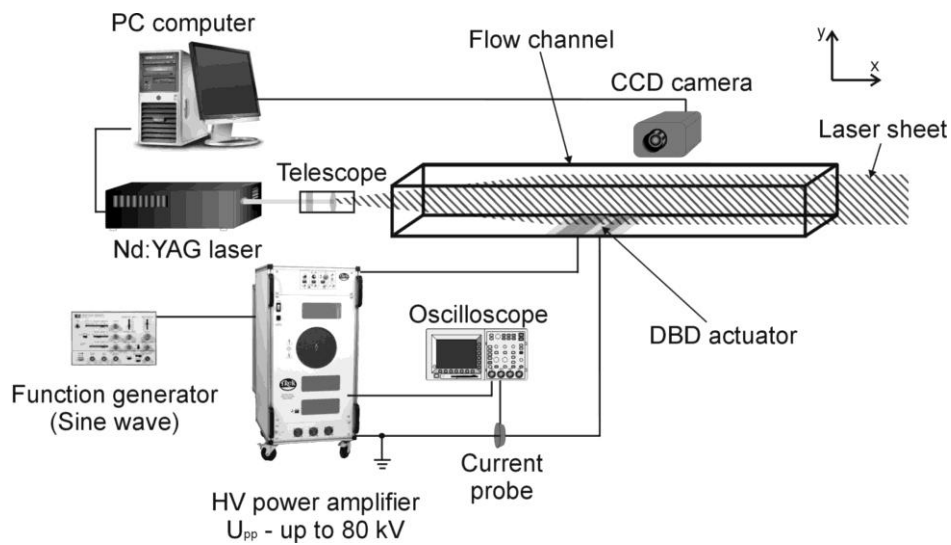 PC computer
Flow channel
CCD camera
y
x
Laser sheet
Telescope
Nd:YAG laser
Oscilloscope
DBD actuator
Function generator
(Sine wave)
Current
probe
HV power amplifier
Upp - up to 80 kV